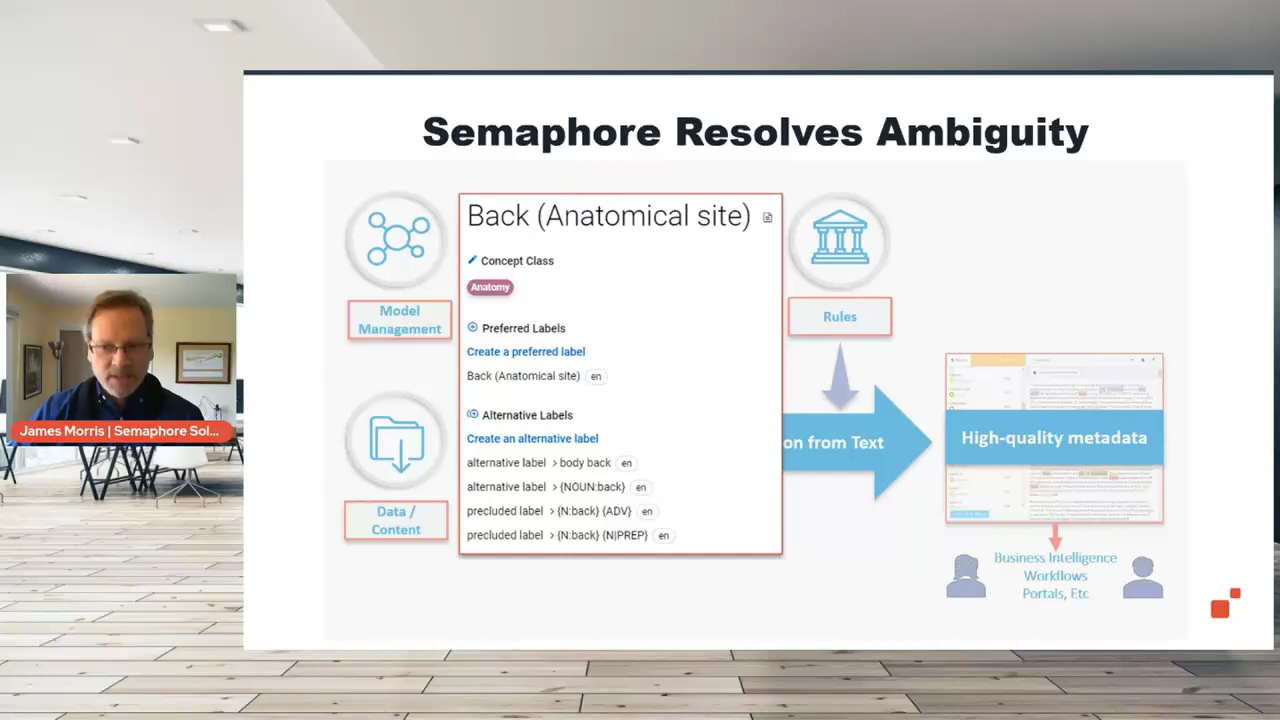 Semaphore Resolves Ambiguity
Model
Management
Data /
Content
Back (Anatomical site)
Concept Class
Anatomy
Preferred Labels
Create a preferred label
Back (Anatomical site) en
Alternative Labels
Create an alternative label
alternative label > body back en
alternative label > {NOUN:back} en
precluded label > {N:back} {ADV} en
precluded label > {N:back} {N|PREP} en
Rules
on from Text
High-quality metadata
Business Intelligence
Workflows
Portals, Etc
James Morris | Semaphore Sol...